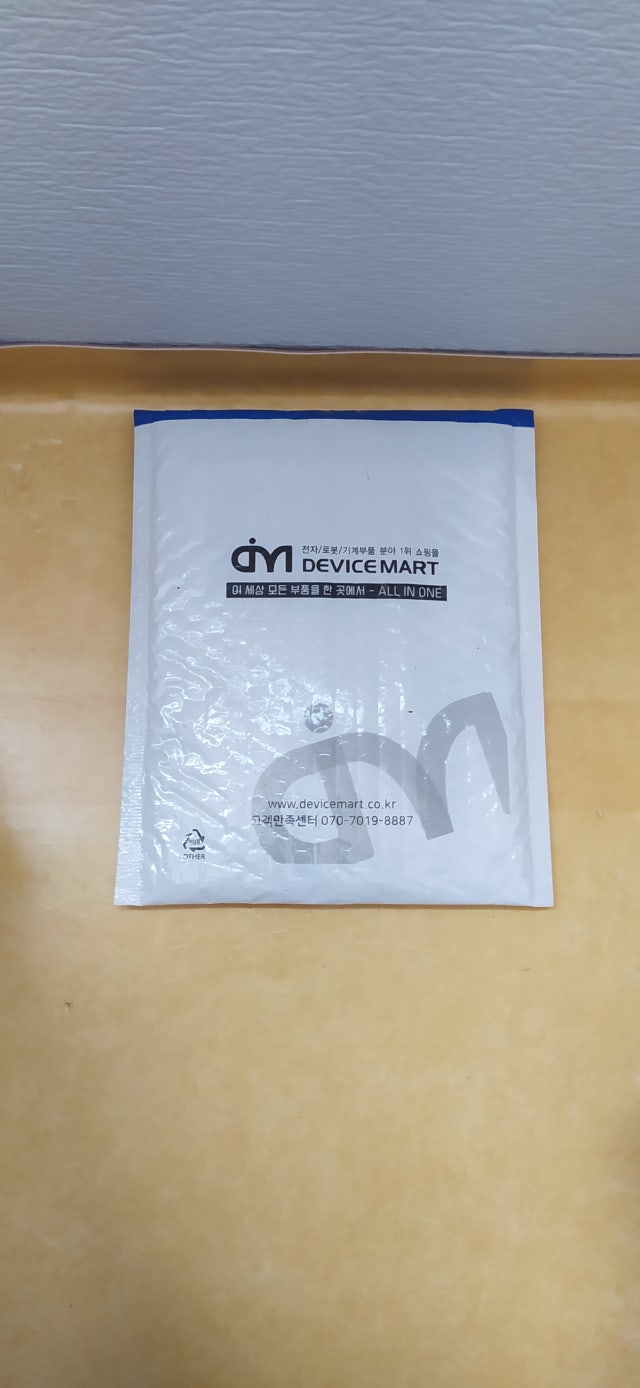 전자/로봇/기계부품 분야 1위 쇼핑몰
DEVICE MART
이 세상 모든 부품을 한 곳에서 - ALL IN ONE
www.devicemart.co.kr
고객만족센터 070-7019-8887
OTHER